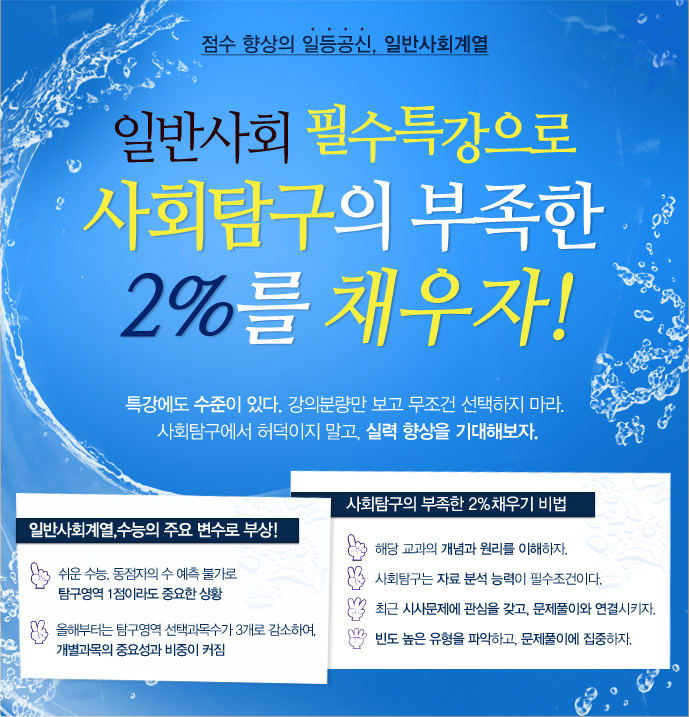 점수 향상의 일등공신, 일반사회계열
일반사회 필수특강으로
사회탐구의 부족한
2%를 채우자!
특강에도 수준이 있다. 강의분량만 보고 무조건 선택하지 마라.
사회탐구에서 허덕이지 말고, 실력 향상을 기대해보자.
일반사회계열,수능의 주요 변수로 부상!
쉬운 수능, 동점자의 수 예측 불가로
탐구영역 1점이라도 중요한 상황
올해부터는 탐구영역 선택과목수가 3개로 감소하여,
개별과목의 중요성과 비중이 커짐
사회탐구의 부족한 2%채우기 비법
해당 교과의 개념과 원리를 이해하자.
사회탐구는 자료 분석 능력이 필수조건이다.
최근 시사문제에 관심을 갖고, 문제풀이와 연결시키자.
빈도 높은 유형을 파악하고, 문제풀이에 집중하자.